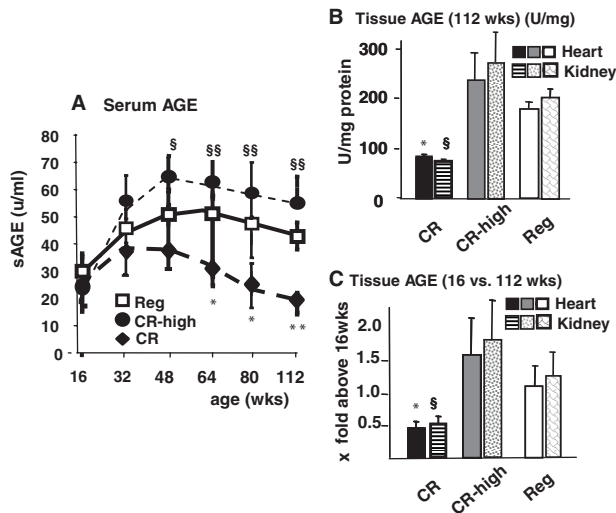 A Serum AGE
sAGE (u/ml)
80
70
60
50
40
30
20
10
0
§
§§
§§
§§
*
*
**
Reg
CR-high
CR
16 32 48 64 80 112
age (wks)
B Tissue AGE (112 wks) (U/mg)
U/mg protein
300
200
100
0
Heart
Kidney
* §
CR
CR-high
Reg
C Tissue AGE (16 vs. 112 wks)
x fold above 16wks
2.0
1.5
1.0
0.5
Heart
Kidney
* §
CR
CR-high
Reg